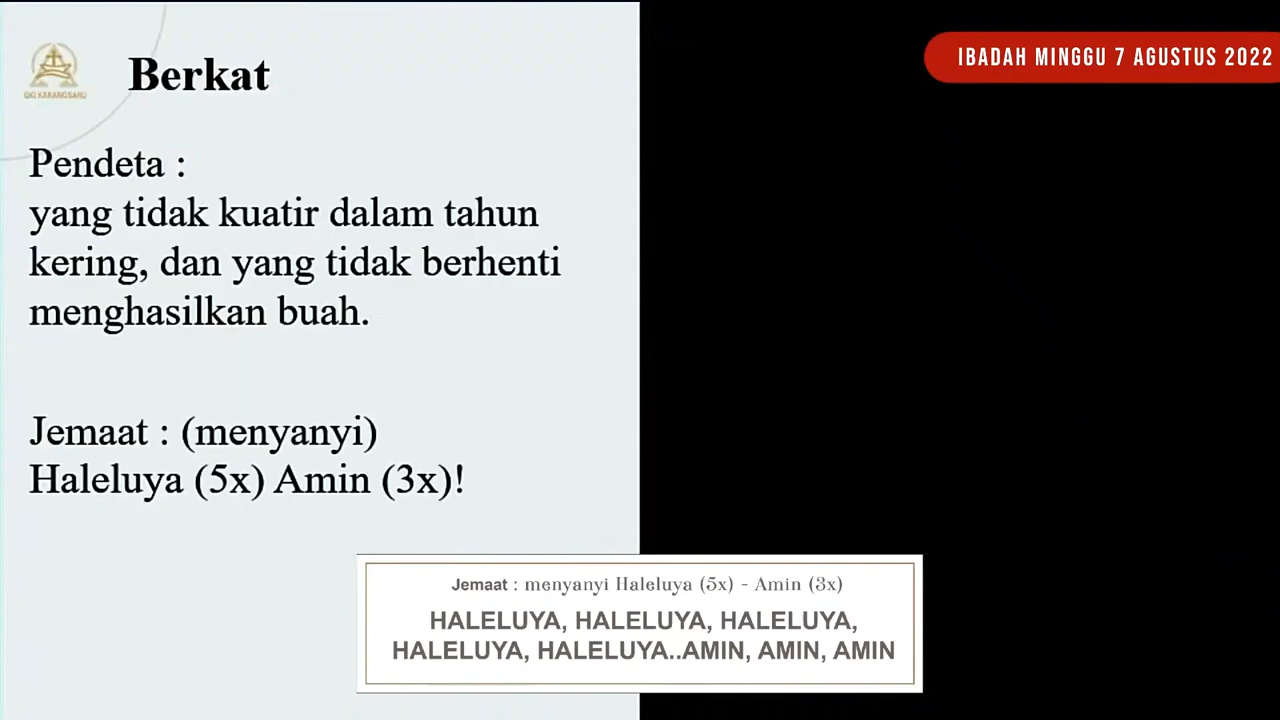 GKI KARANGSARU
Berkat
IBADAH MINGGU 7 AGUSTUS 2022
Pendeta :
yang tidak kuatir dalam tahun
kering, dan yang tidak berhenti
menghasilkan buah.
Jemaat : (menyanyi)
Haleluya (5x) Amin (3x)!
Jemaat : menyanyi Haleluya (5x) - Amin (3x)
HALELUYA, HALELUYA, HALELUYA,
HALELUYA, HALELUYA..AMIN, AMIN, AMIN